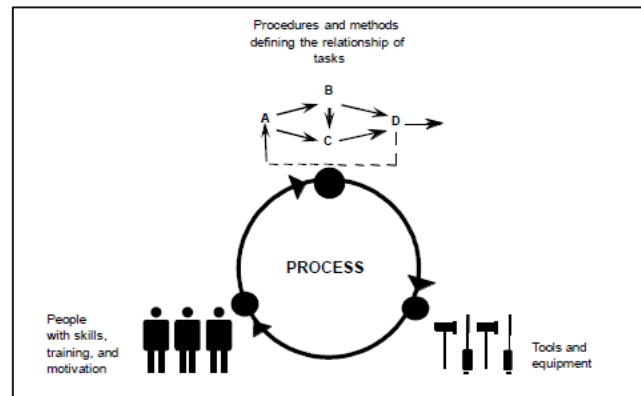 Procedures and methods
defining the relationship of
tasks
B
A
D
C
PROCESS
People
with skills,
training, and
motivation
Tools and
equipment